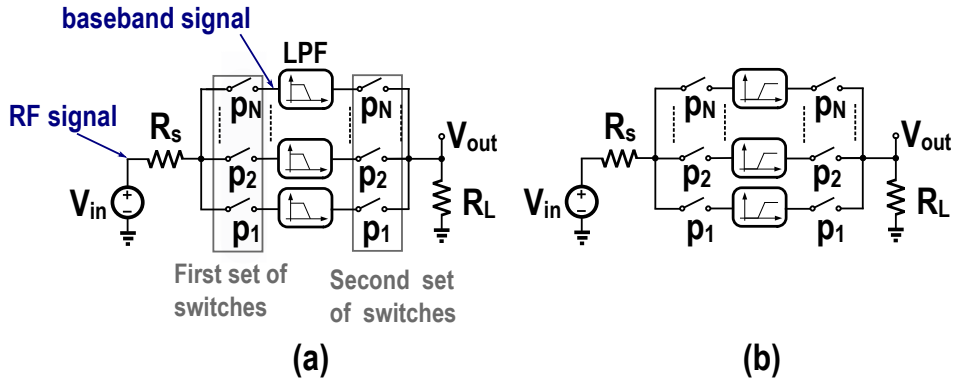 baseband signal
LPF
RF signal
Rs
Vin
pN
p2
p1
pN
p2
p1
Vout
RL
First set of
switches
Second set
of switches
(a)
Rs
Vin
pN
p2
p1
pN
p2
p1
Vout
RL
(b)